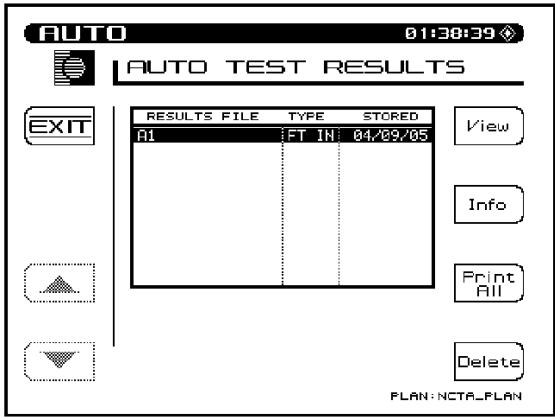 AUTO 01:38:39
AUTO TEST RESULTS
EXIT
RESULTS FILE TYPE STORED
A1 FT IN 04/09/05
View
Info
Print
All
Delete
PLAN:NCTA_PLAN